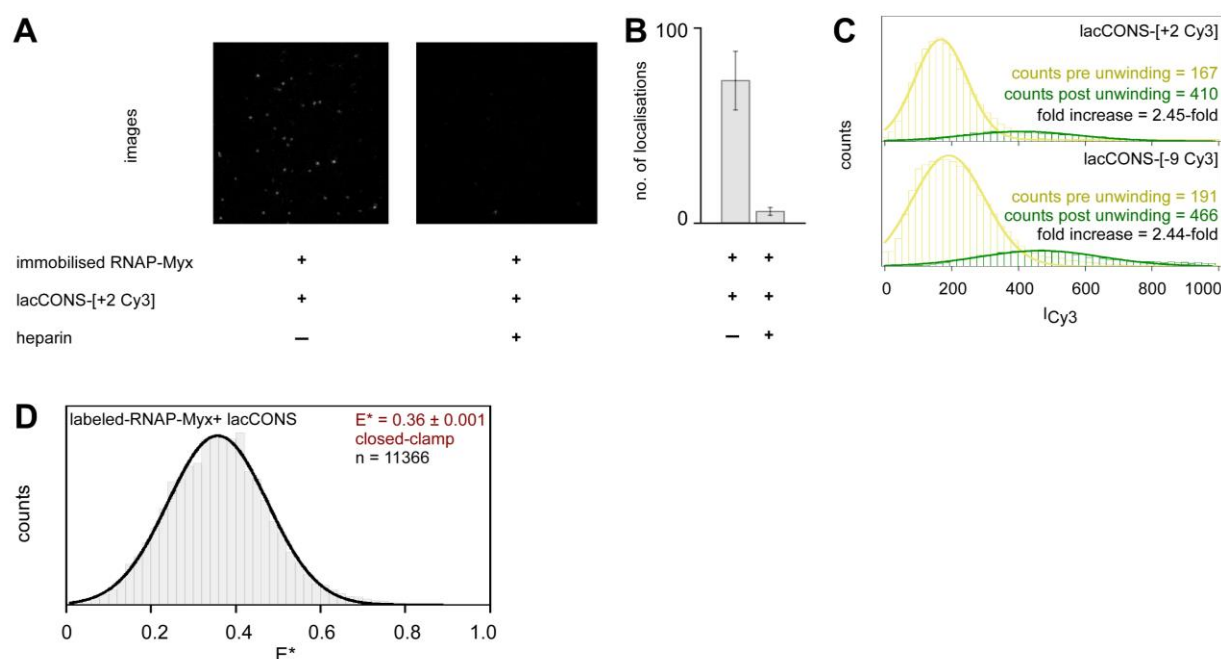 A
images
immobilised RNAP-Myx + +
lacCONS-[+2 Cy3] + +
heparin − +
B
100
no. of localisations
0
+ +
+ +
− +
C
lacCONS-[+2 Cy3]
counts pre unwinding = 167
counts post unwinding = 410
fold increase = 2.45-fold
counts
lacCONS-[-9 Cy3]
counts pre unwinding = 191
counts post unwinding = 466
fold increase = 2.44-fold
0 200 400 600 800 1000
ICy3
D
labeled-RNAP-Myx+ lacCONS
E* = 0.36 ± 0.001
closed-clamp
n = 11366
counts
0 0.2 0.4 0.6 0.8 1.0
E*